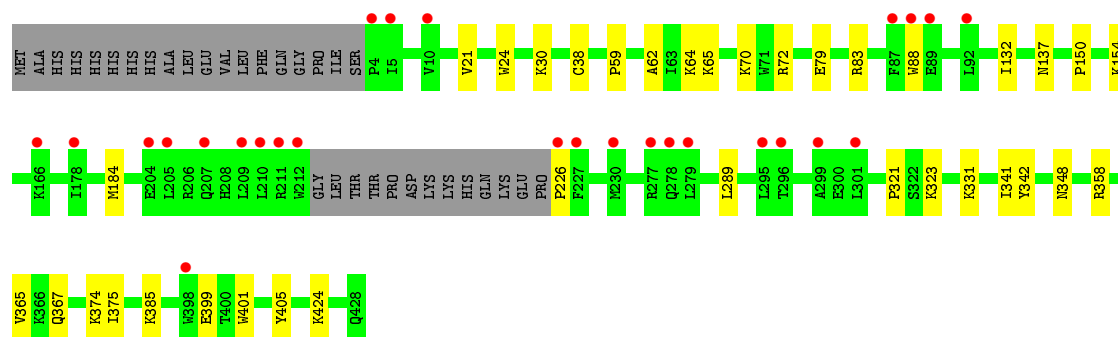 MET ALA HIS HIS HIS HIS HIS HIS ALA LEU GLU VAL LEU PHE GLN GLY PRO ILE SER P4 I5 V10 V21 W24 K30 C38 P59 A62 I63 K64 K65 K70 W71 R72 E79 R83 F87 W88 E89 L92 I132 N137 P150 K154
K166 I178 M184 E204 L205 R206 Q207 H208 L209 L210 R211 W212 GLY LEU THR THR PRO ASP LYS LYS HIS GLN LYS GLU PRO P226 F227 M230 R277 Q278 L279 L289 L295 T296 A299 E300 L301 P321 S322 K323 K331 I341 Y342 N348 R358
V365 K366 Q367 K374 I375 K385 W398 E399 T400 W401 Y405 K424 Q428